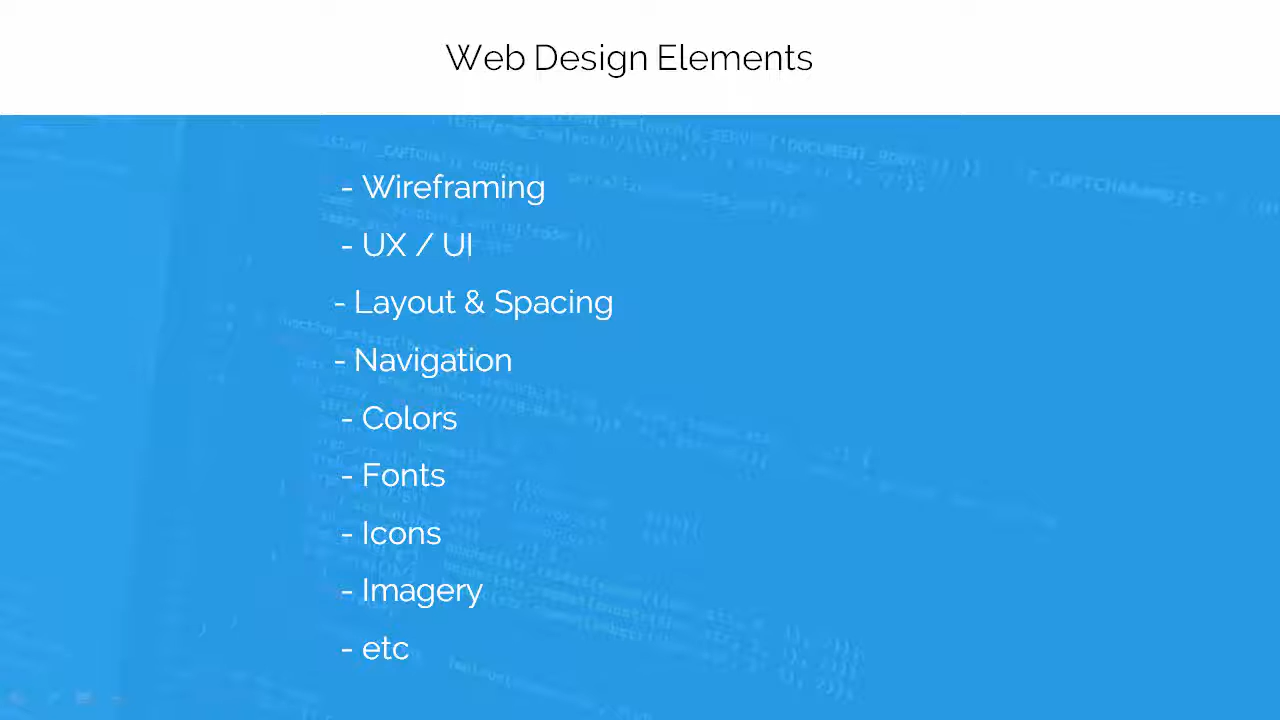 Web Design Elements
- Wireframing
- UX / UI
- Layout & Spacing
- Navigation
- Colors
- Fonts
- Icons
- Imagery
- etc